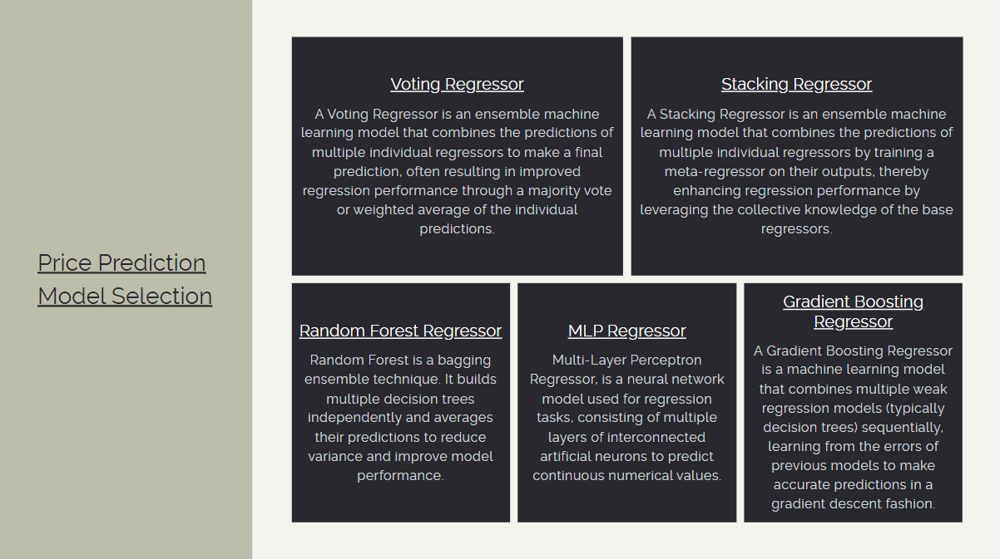 Price Prediction
Model Selection
Voting Regressor
A Voting Regressor is an ensemble machine
learning model that combines the predictions of
multiple individual regressors to make a final
prediction, often resulting in improved
regression performance through a majority vote
or weighted average of the individual
predictions.
Stacking Regressor
A Stacking Regressor is an ensemble machine
learning model that combines the predictions of
multiple individual regressors by training a
meta-regressor on their outputs, thereby
enhancing regression performance by
leveraging the collective knowledge of the base
regressors.
Random Forest Regressor
Random Forest is a bagging
ensemble technique. It builds
multiple decision trees
independently and averages
their predictions to reduce
variance and improve model
performance.
MLP Regressor
Multi-Layer Perceptron
Regressor, is a neural network
model used for regression
tasks, consisting of multiple
layers of interconnected
artificial neurons to predict
continuous numerical values.
Gradient Boosting
Regressor
A Gradient Boosting Regressor
is a machine learning model
that combines multiple weak
regression models (typically
decision trees) sequentially,
learning from the errors of
previous models to make
accurate predictions in a
gradient descent fashion.